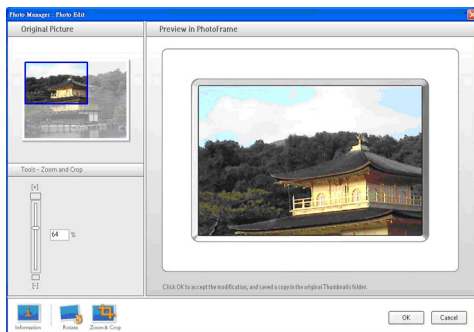 Photo Manager : Photo Edit
Original Picture
Preview in PhotoFrame
Tools - Zoom and Crop
[+]
64 %
[-]
Click OK to accept the modification, and saved a copy in the original Thumbnails folder.
Information
Rotate
Zoom & Crop
OK
Cancel